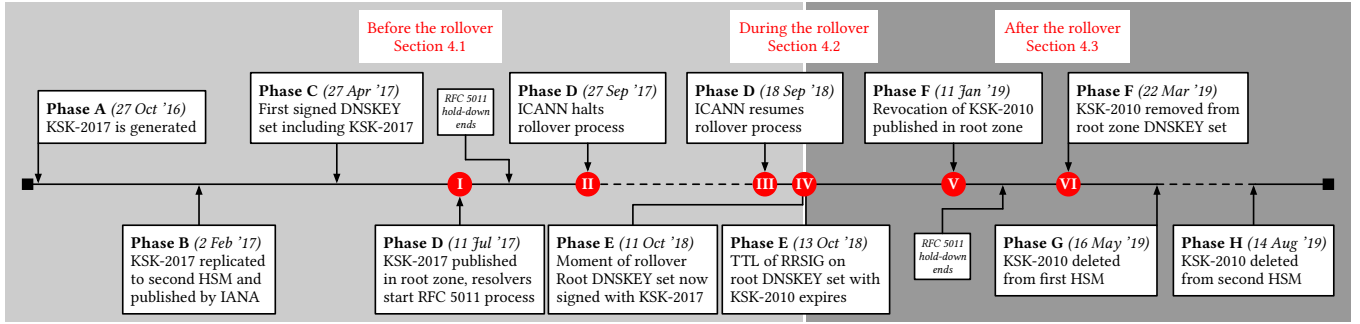 Before the rollover
Section 4.1
During the rollover
Section 4.2
After the rollover
Section 4.3
Phase A (27 Oct '16)
KSK-2017 is generated
Phase C (27 Apr '17)
First signed DNSKEY
set including KSK-2017
RFC 5011
hold-down
ends
Phase D (27 Sep '17)
ICANN halts
rollover process
Phase D (18 Sep '18)
ICANN resumes
rollover process
Phase F (11 Jan '19)
Revocation of KSK-2010
published in root zone
Phase F (22 Mar '19)
KSK-2010 removed from
root zone DNSKEY set
I
II
III
IV
V
VI
Phase B (2 Feb '17)
KSK-2017 replicated
to second HSM and
published by IANA
Phase D (11 Jul '17)
KSK-2017 published
in root zone, resolvers
start RFC 5011 process
Phase E (11 Oct '18)
Moment of rollover
Root DNSKEY set now
signed with KSK-2017
Phase E (13 Oct '18)
TTL of RRSIG on
root DNSKEY set with
KSK-2010 expires
RFC 5011
hold-down
ends
Phase G (16 May '19)
KSK-2010 deleted
from first HSM
Phase H (14 Aug '19)
KSK-2010 deleted
from second HSM